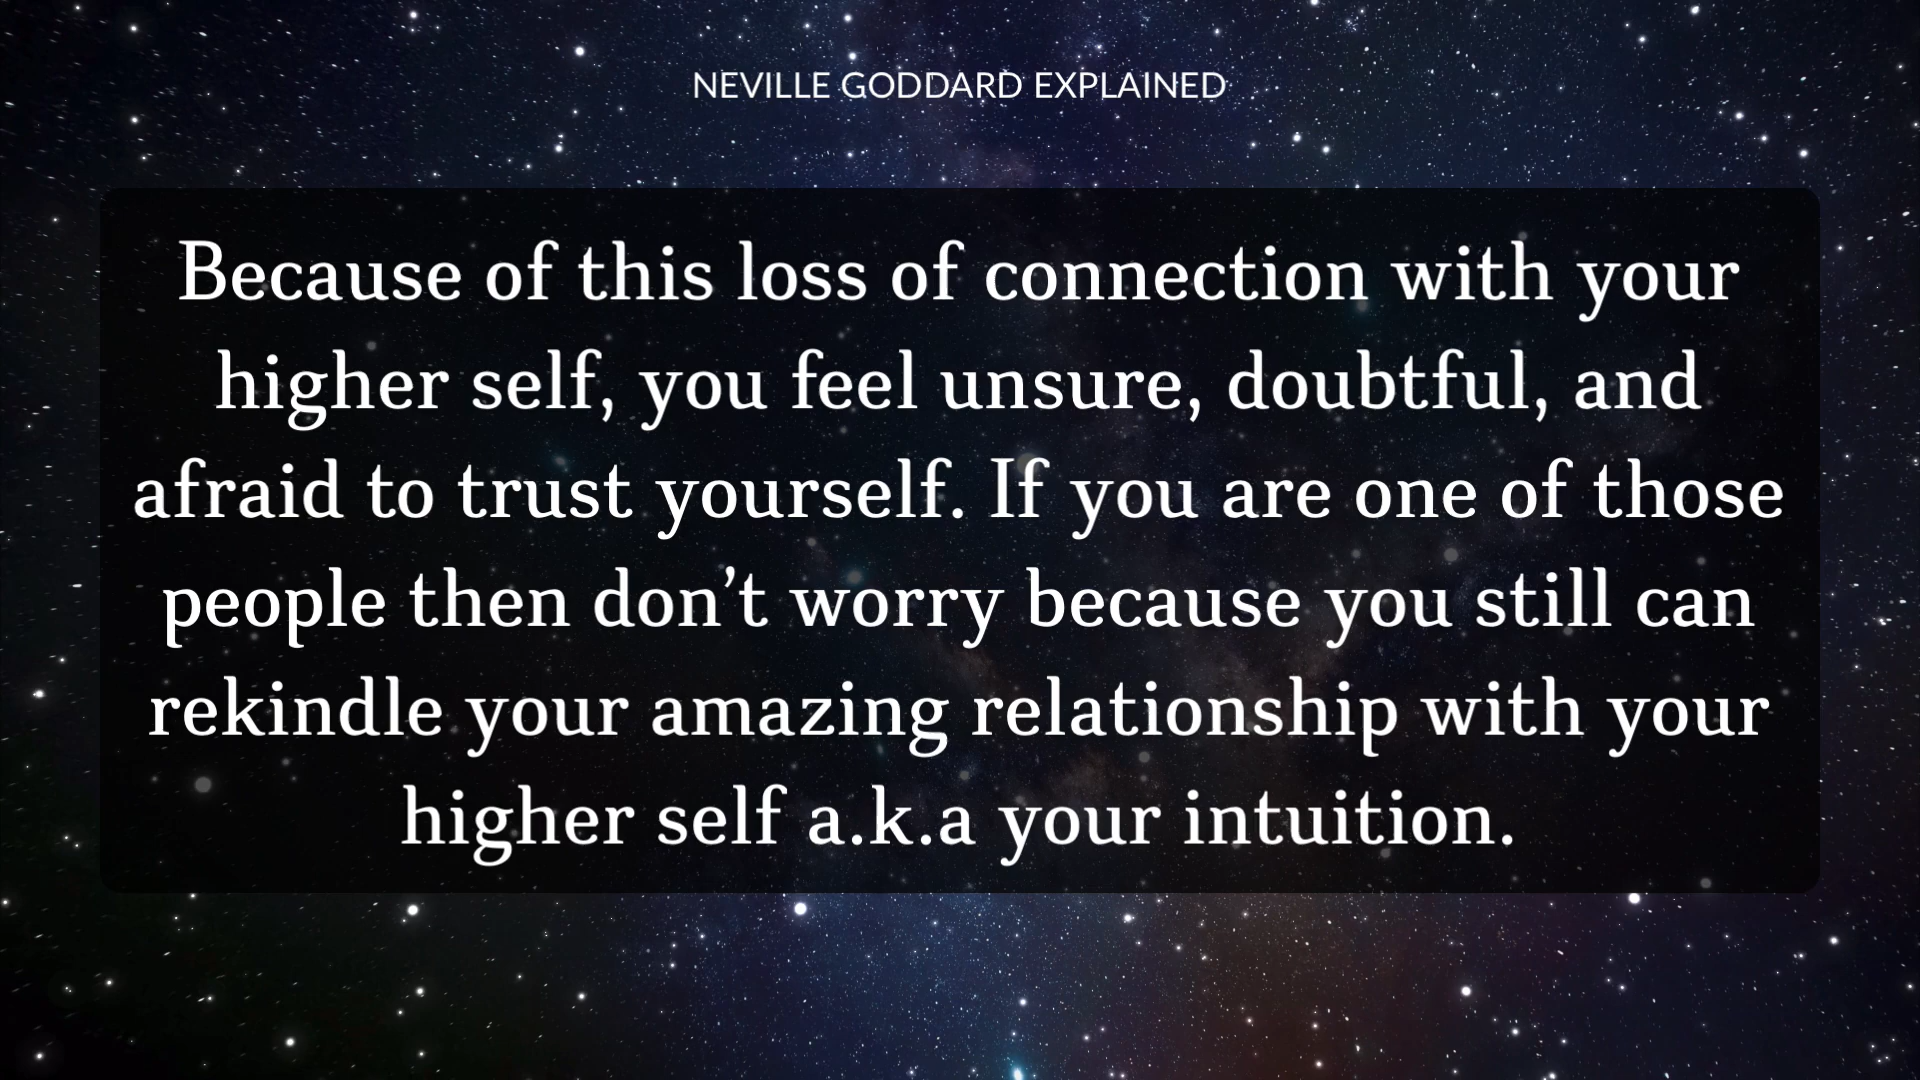 NEVILLE GODDARD EXPLAINED
Because of this loss of connection with your
higher self, you feel unsure, doubtful, and
afraid to trust yourself. If you are one of those
people then don’t worry because you still can
rekindle your amazing relationship with your
higher self a.k.a your intuition.